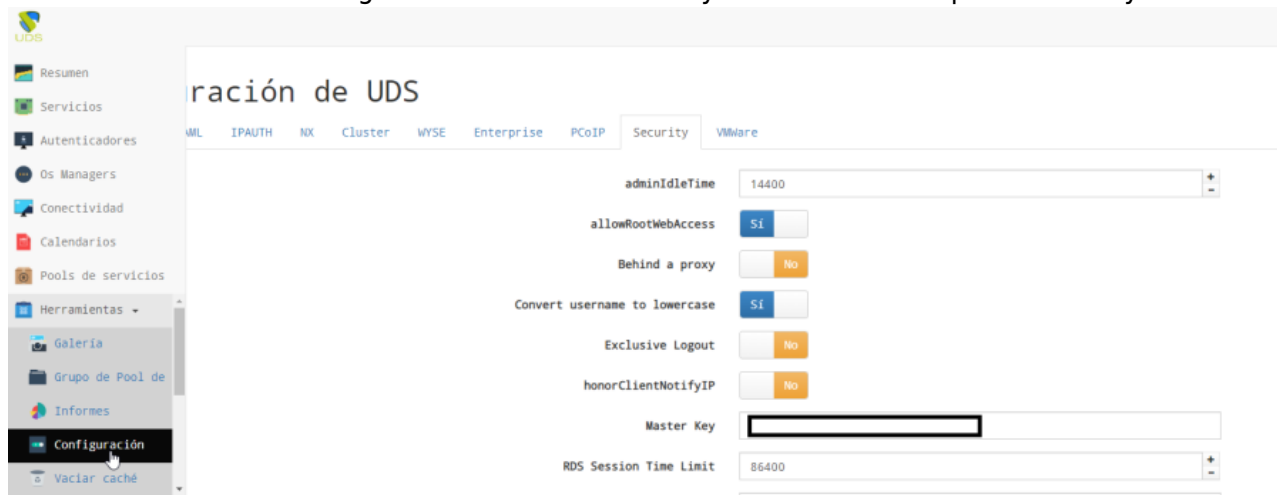 UDS
Resumen
Servicios
Autenticadores
Os Managers
Conectividad
Calendarios
Pools de servicios
Herramientas
Galería
Grupo de Pool de
Informes
Configuración
Vaciar caché
ración de UDS
IPAUTH NX Cluster WYSE Enterprise PCoIP Security VMWare
adminIdleTime 14400
allowRootWebAccess Sí
Behind a proxy No
Convert username to lowercase Sí
Exclusive Logout No
honorClientNotifyIP No
Master Key
RDS Session Time Limit 86400